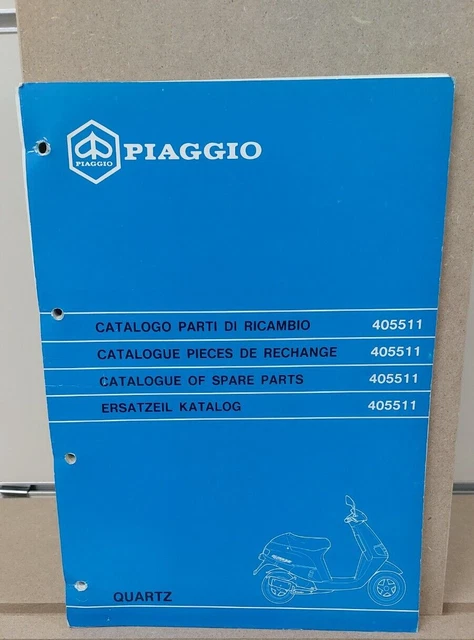 PIAGGIO
PIAGGIO
CATALOGO PARTI DI RICAMBIO 405511
CATALOGUE PIECES DE RECHANGE 405511
CATALOGUE OF SPARE PARTS 405511
ERSATZEIL KATALOG 405511
QUARTZ